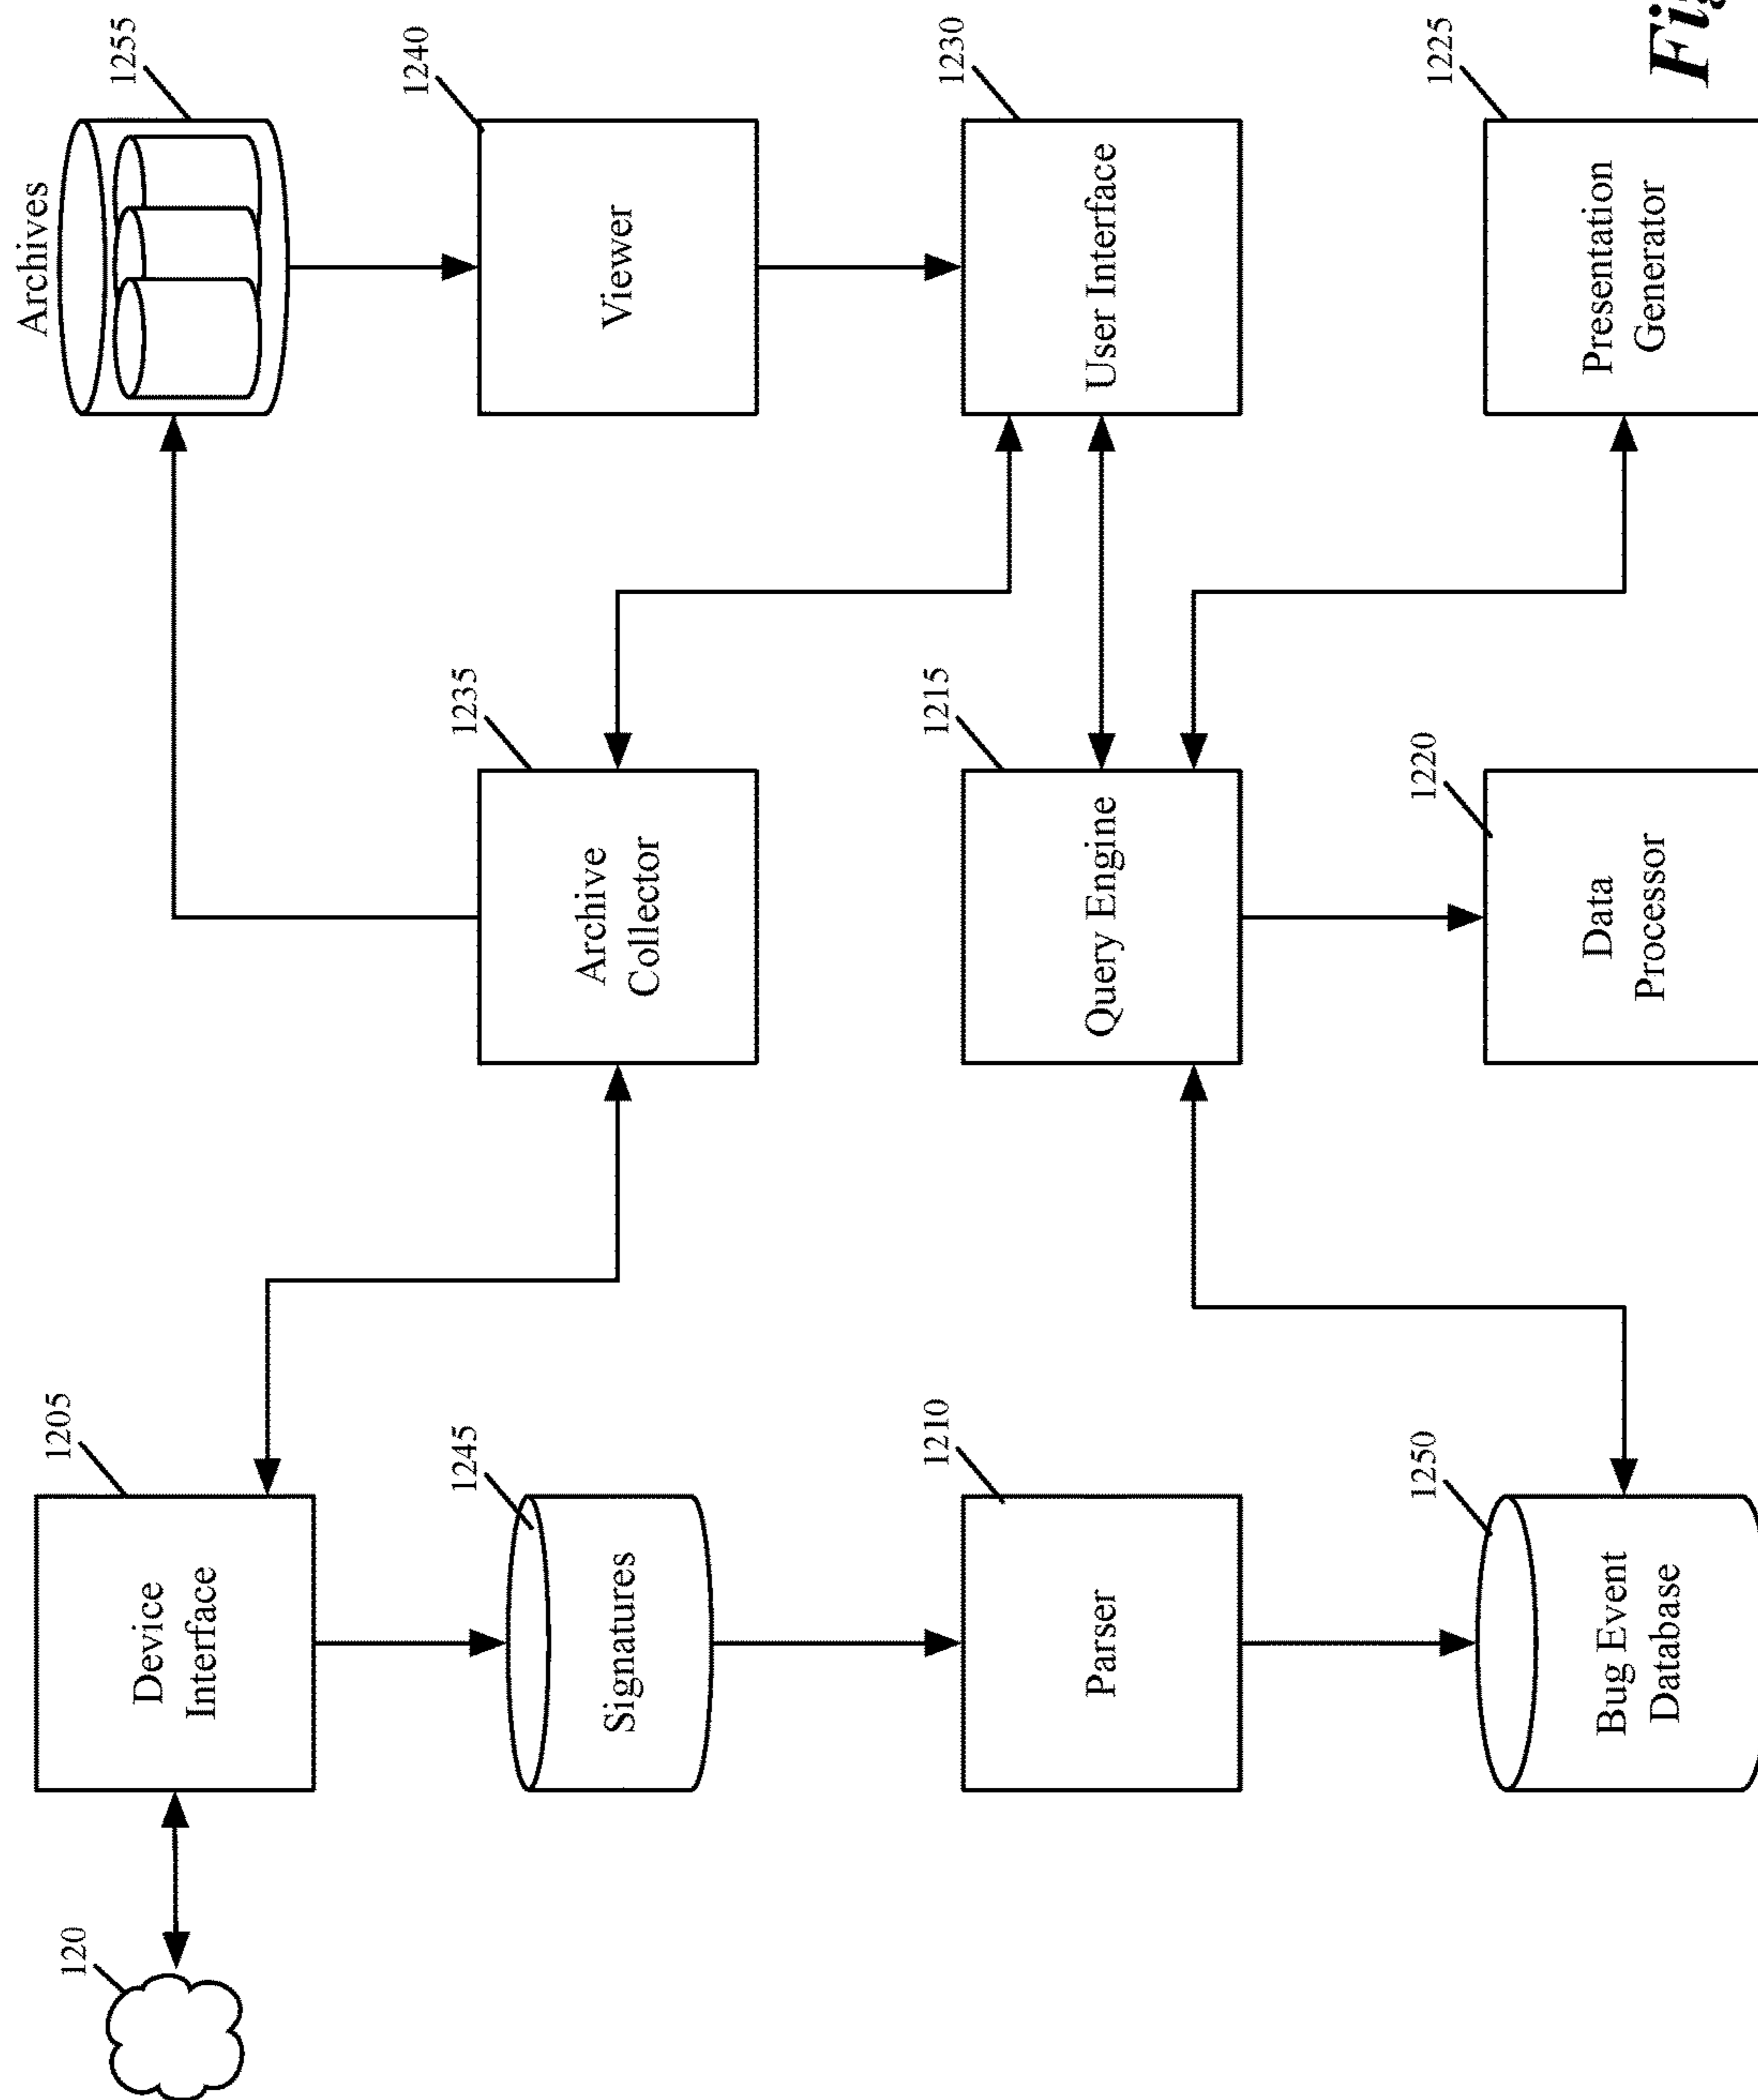 120
1205
Device
Interface
Archives
1255
1245
Signatures
1235
Archive
Collector
1240
Viewer
1210
Parser
1215
Query Engine
1230
User Interface
1250
Bug Event
Database
1220
Data
Processor
1225
Presentation
Generator
Fig